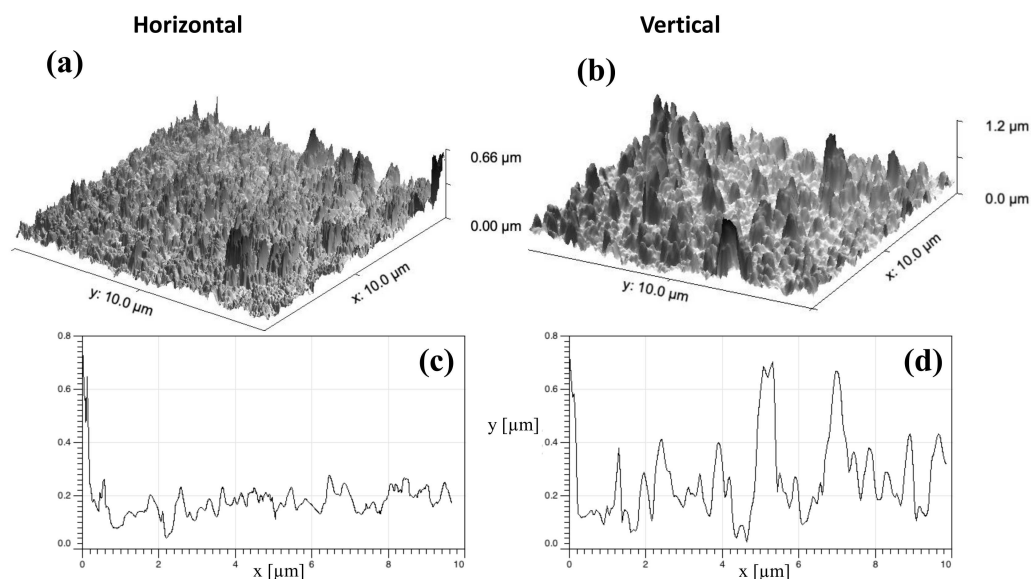 Horizontal
Vertical
(a)
(b)
0.66 µm
0.00 µm
x: 10.0 µm
y: 10.0 µm
1.2 µm
0.0 µm
x: 10.0 µm
y: 10.0 µm
(c)
0.8
0.6
0.4
0.2
0.0
0 2 4 6 8 10
x [µm]
(d)
y [µm]
0.8
0.6
0.4
0.2
0.0
0 2 4 6 8 10
x [µm]